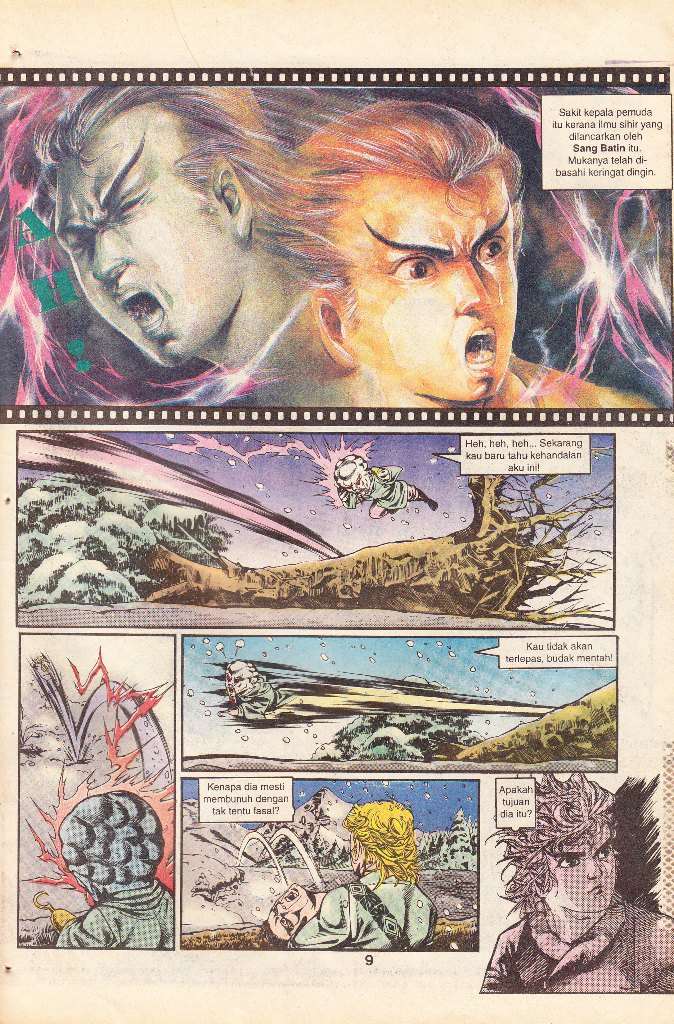 Sakit kepala pemuda
itu kerana ilmu sihir yang
dilancarkan oleh
Sang Batin itu.
Mukanya telah di-
basahi keringat dingin.
AH!
Heh, heh, heh... Sekarang
kau baru tahu kehandalan
aku ini!
Kau tidak akan
terlepas, budak mentah!
Kenapa dia mesti
membunuh dengan
tak tentu fasal?
Apakah
tujuan
dia itu?
9